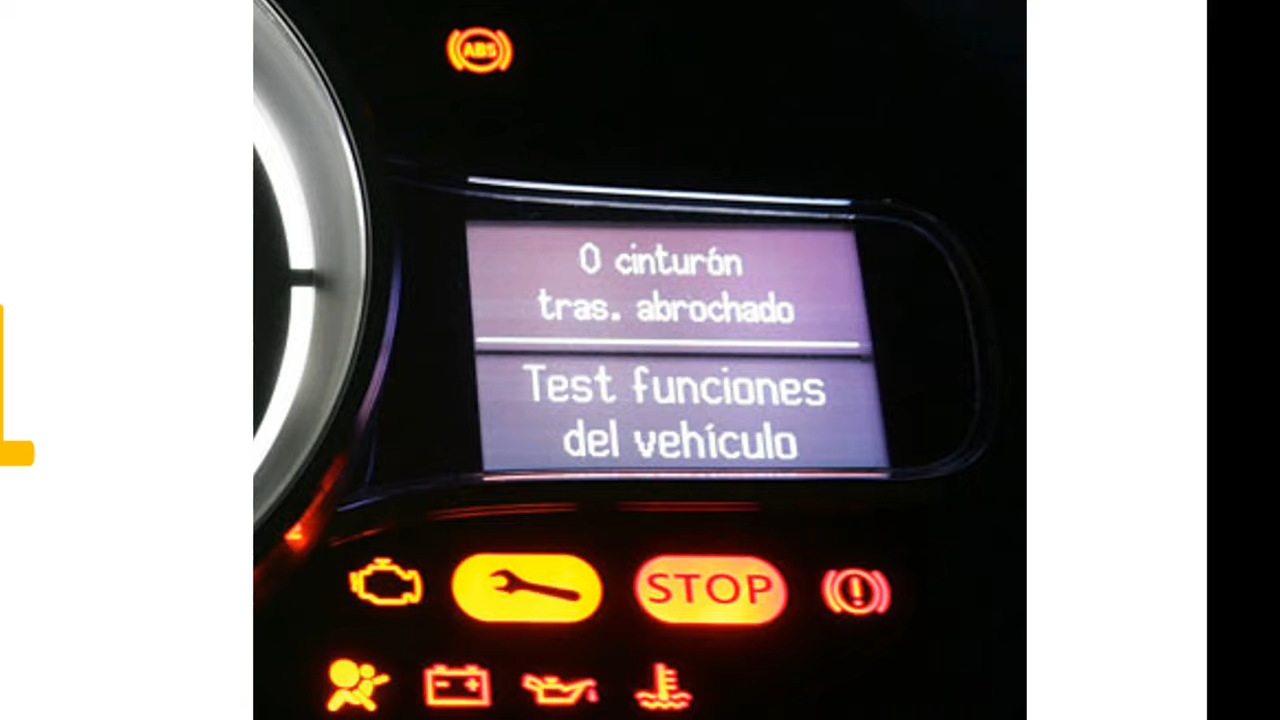 ABS
0 cinturón
tras. abrochado
Test funciones
del vehículo
STOP